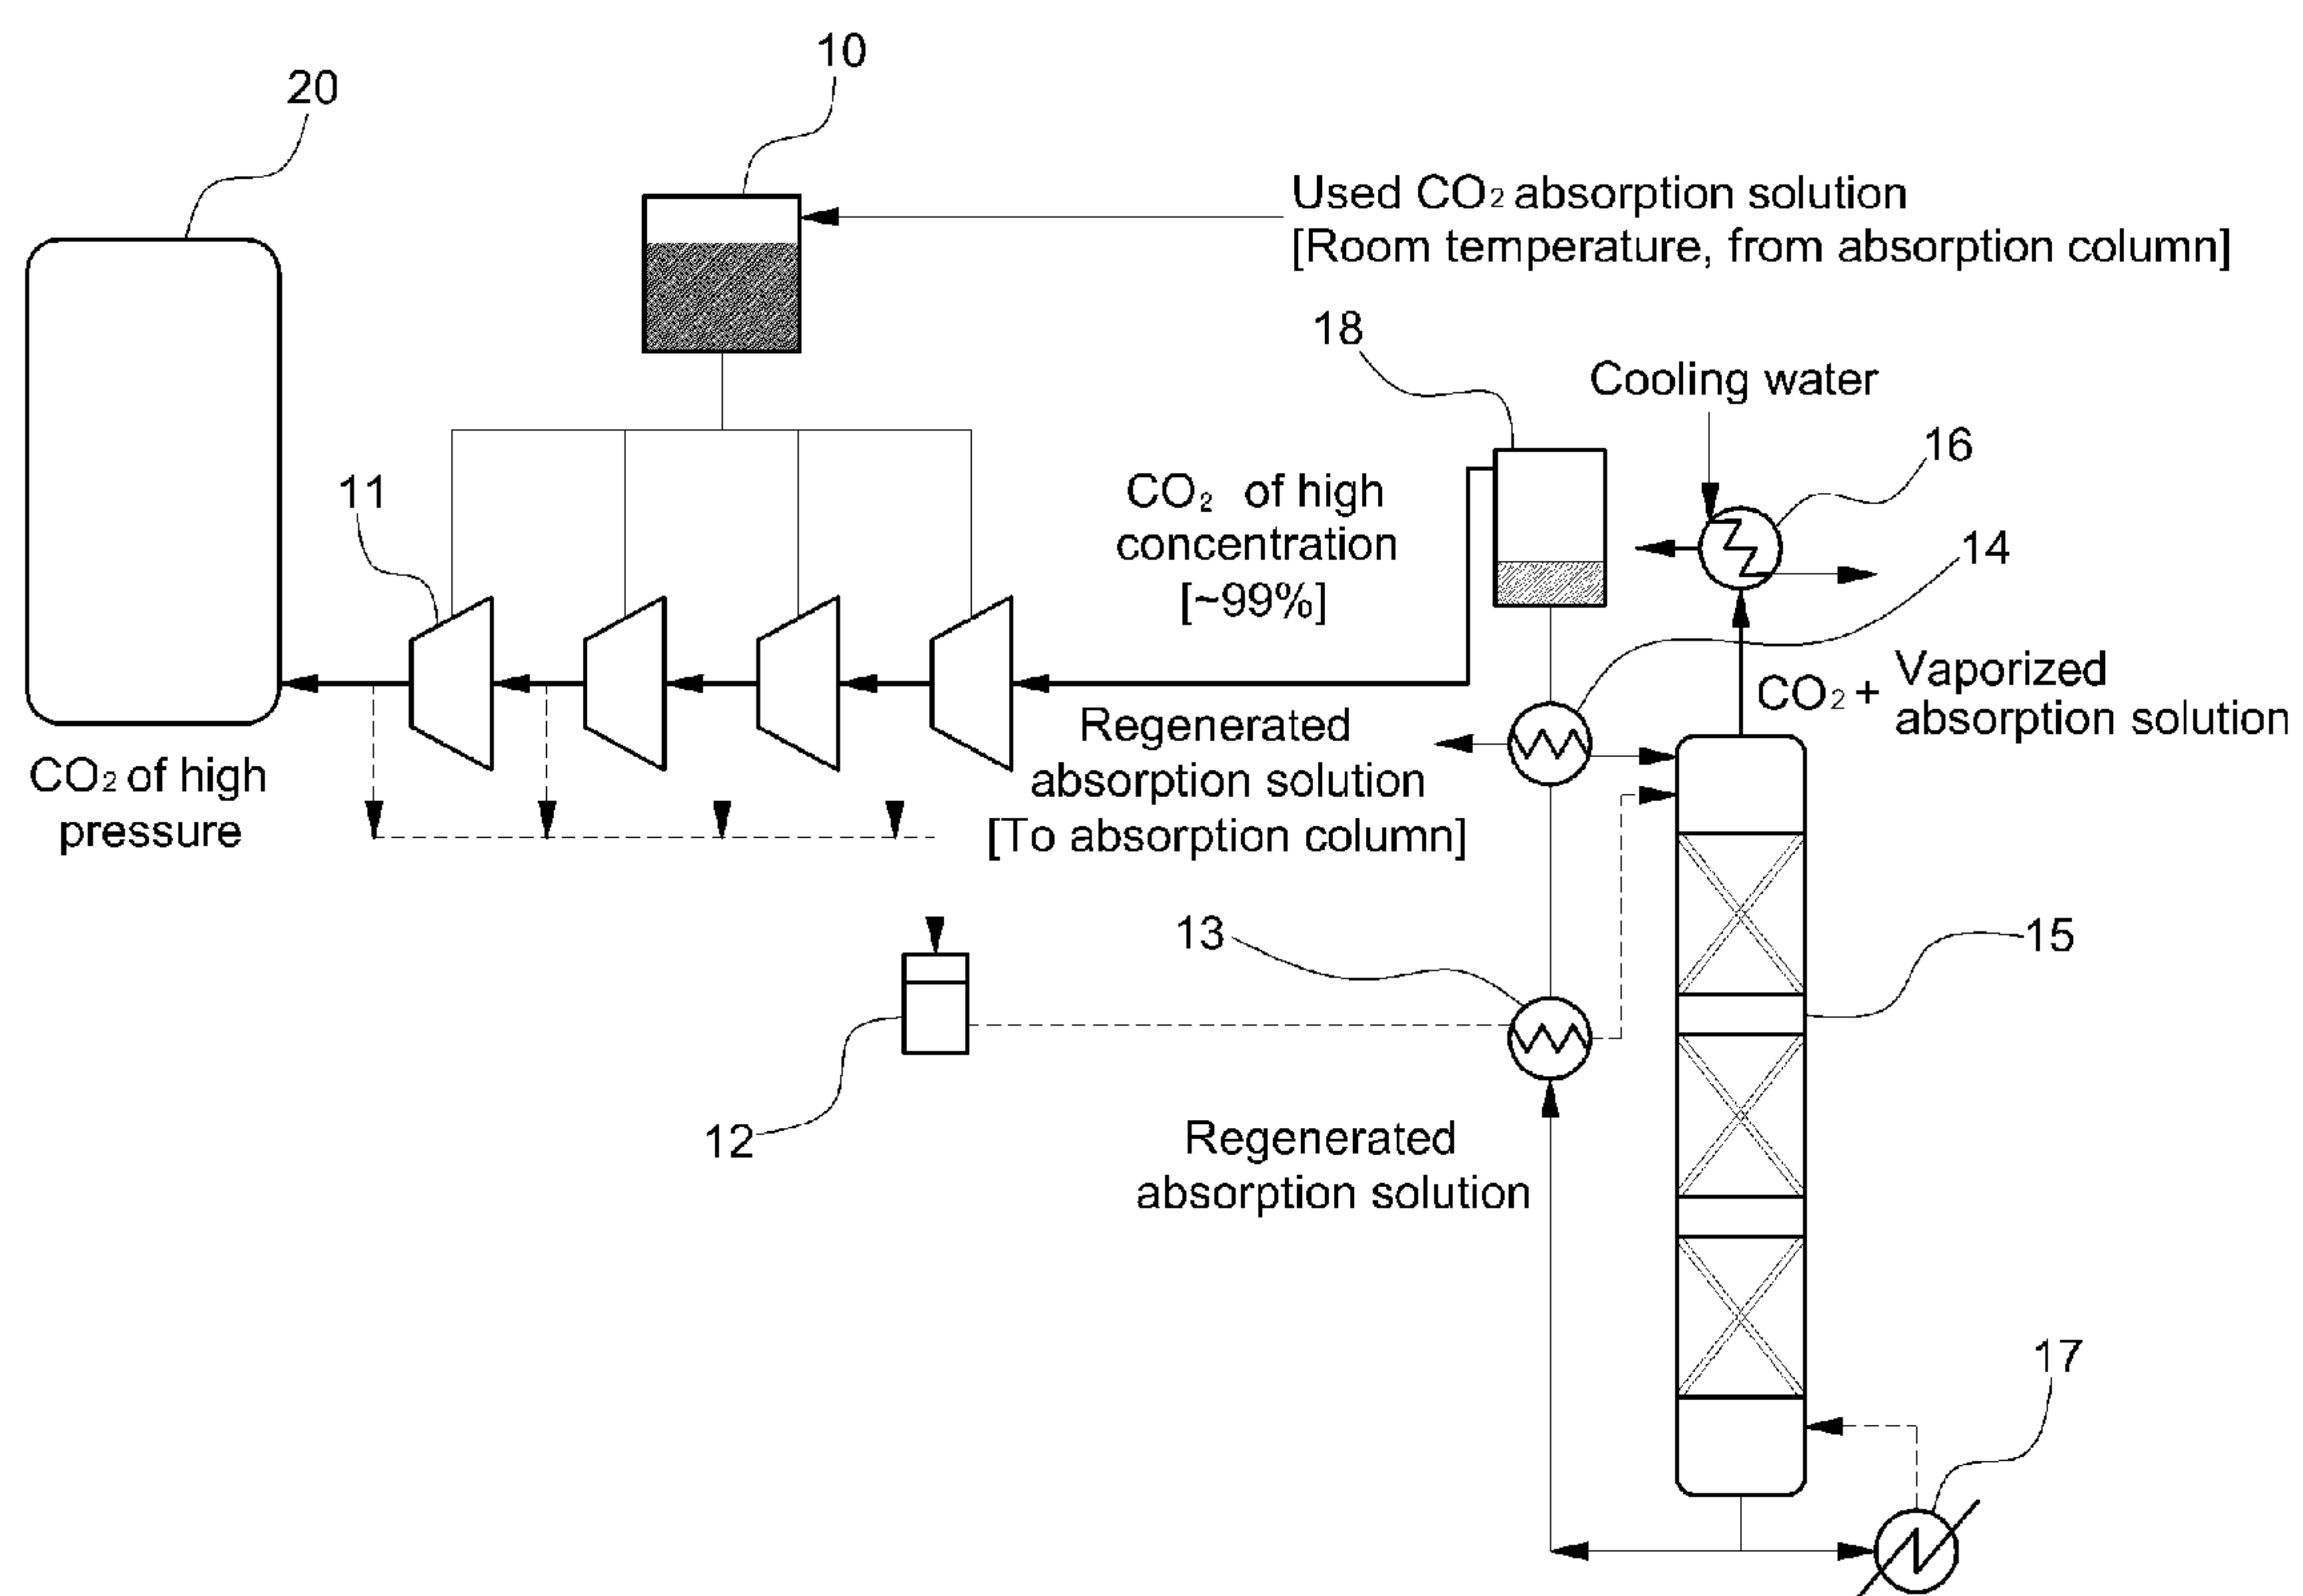 10
20
Used CO₂ absorption solution
[Room temperature, from absorption column]
18
Cooling water
16
11
CO₂ of high
concentration
[~99%]
14
CO₂ + Vaporized
absorption solution
Regenerated
absorption solution
[To absorption column]
CO₂ of high
pressure
13
15
12
Regenerated
absorption solution
17